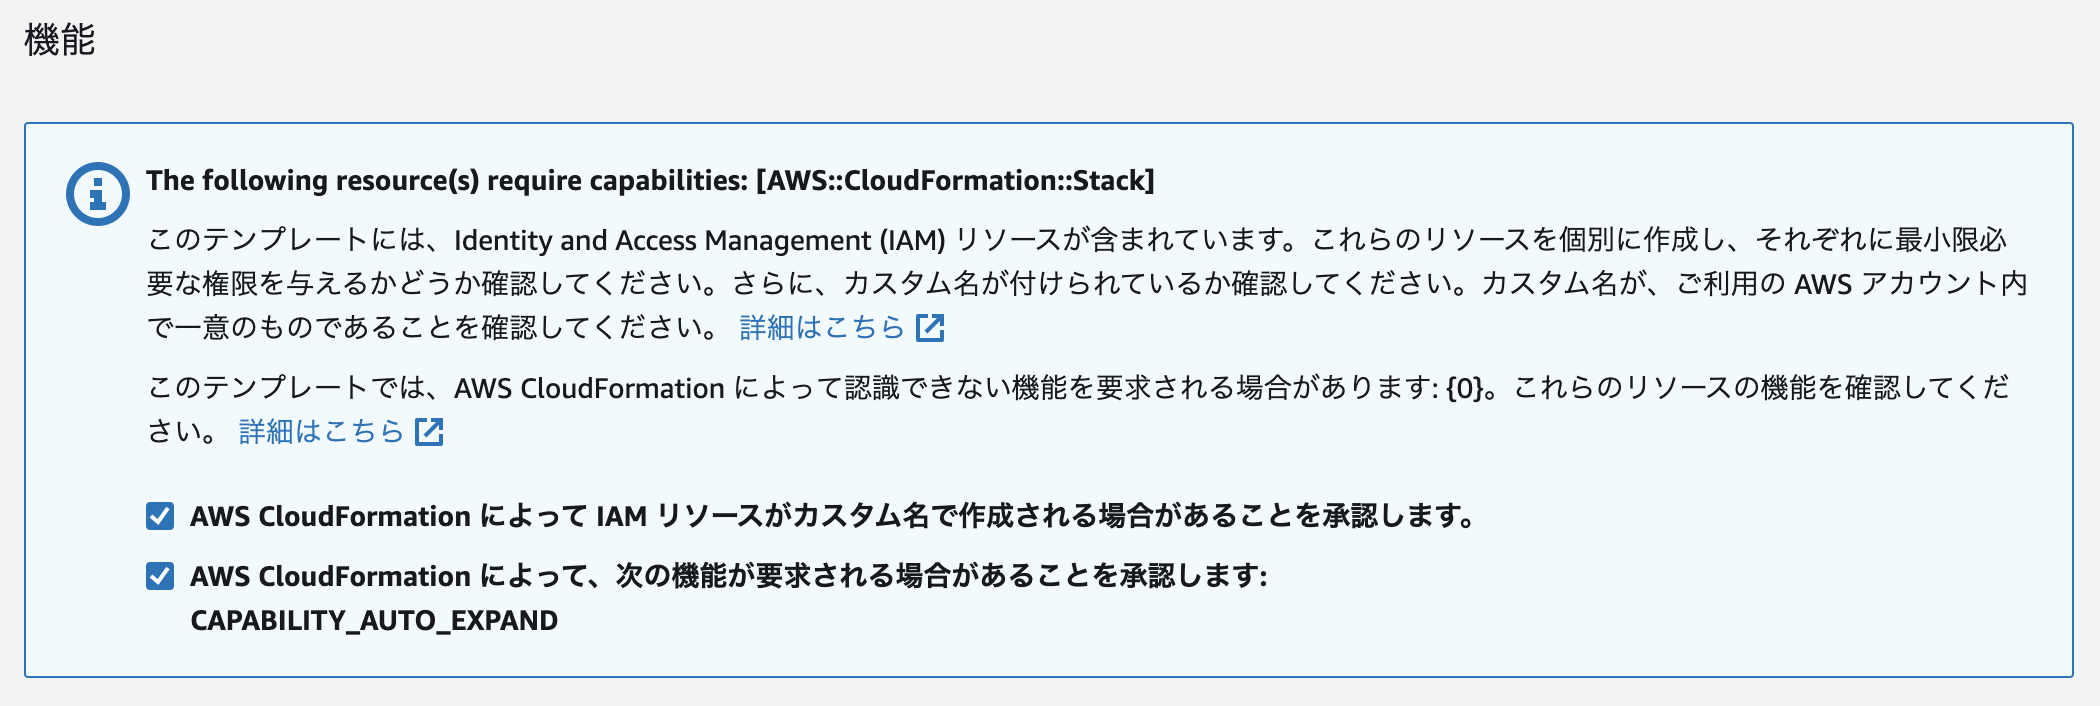 機能
The following resource(s) require capabilities: [AWS::CloudFormation::Stack]
このテンプレートには、Identity and Access Management (IAM) リソースが含まれています。これらのリソースを個別に作成し、それぞれに最小限必
要な権限を与えるかどうか確認してください。さらに、カスタム名が付けられているか確認してください。カスタム名が、ご利用の AWS アカウント内
で一意のものであることを確認してください。 詳細はこちら
このテンプレートでは、AWS CloudFormation によって認識できない機能を要求される場合があります: {0}。これらのリソースの機能を確認してくだ
さい。 詳細はこちら
AWS CloudFormation によって IAM リソースがカスタム名で作成される場合があることを承認します。
AWS CloudFormation によって、次の機能が要求される場合があることを承認します:
CAPABILITY_AUTO_EXPAND